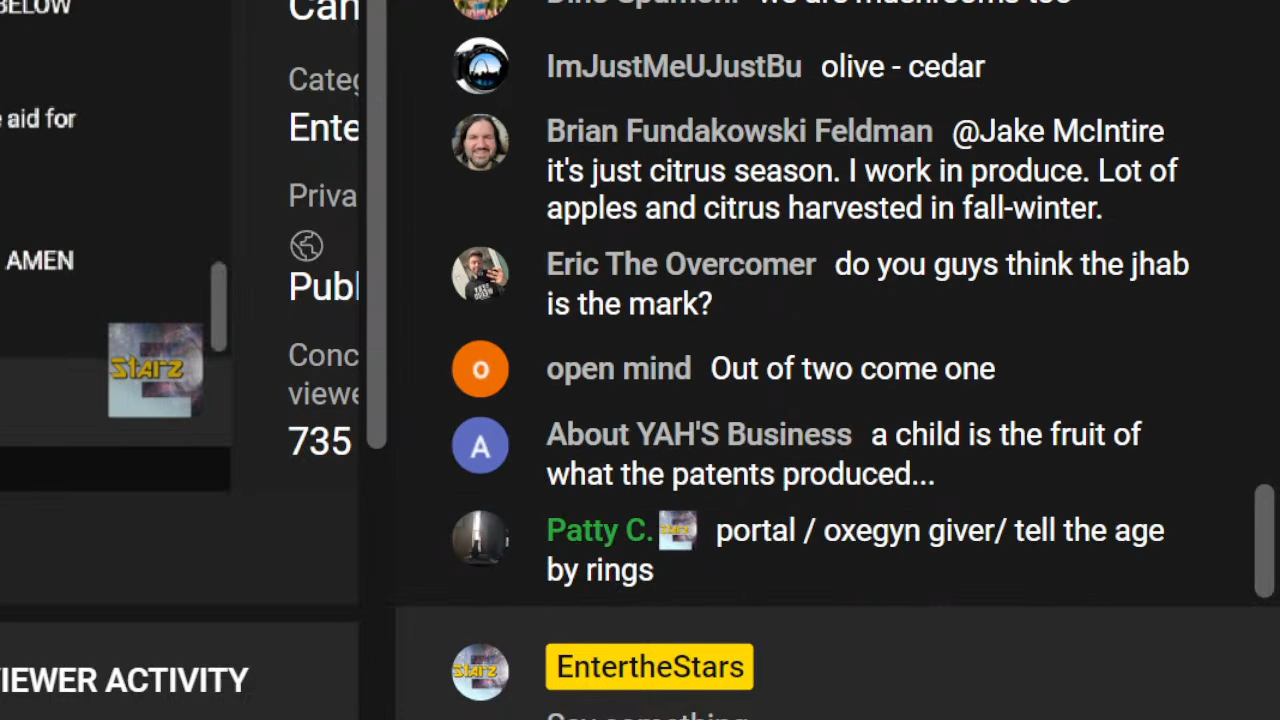 BELOW
aid for
AMEN
Starz
Can
Categ
Ente
Priva
Publ
Conc
viewe
735
IEWER ACTIVITY
we are mushrooms too
ImJustMeUJustBu olive - cedar
Brian Fundakowski Feldman @Jake McIntire
it's just citrus season. I work in produce. Lot of
apples and citrus harvested in fall-winter.
Eric The Overcomer do you guys think the jhab
is the mark?
o open mind Out of two come one
A About YAH'S Business a child is the fruit of
what the patents produced...
Patty C. portal / oxegyn giver/ tell the age
by rings
EntertheStars
Say something